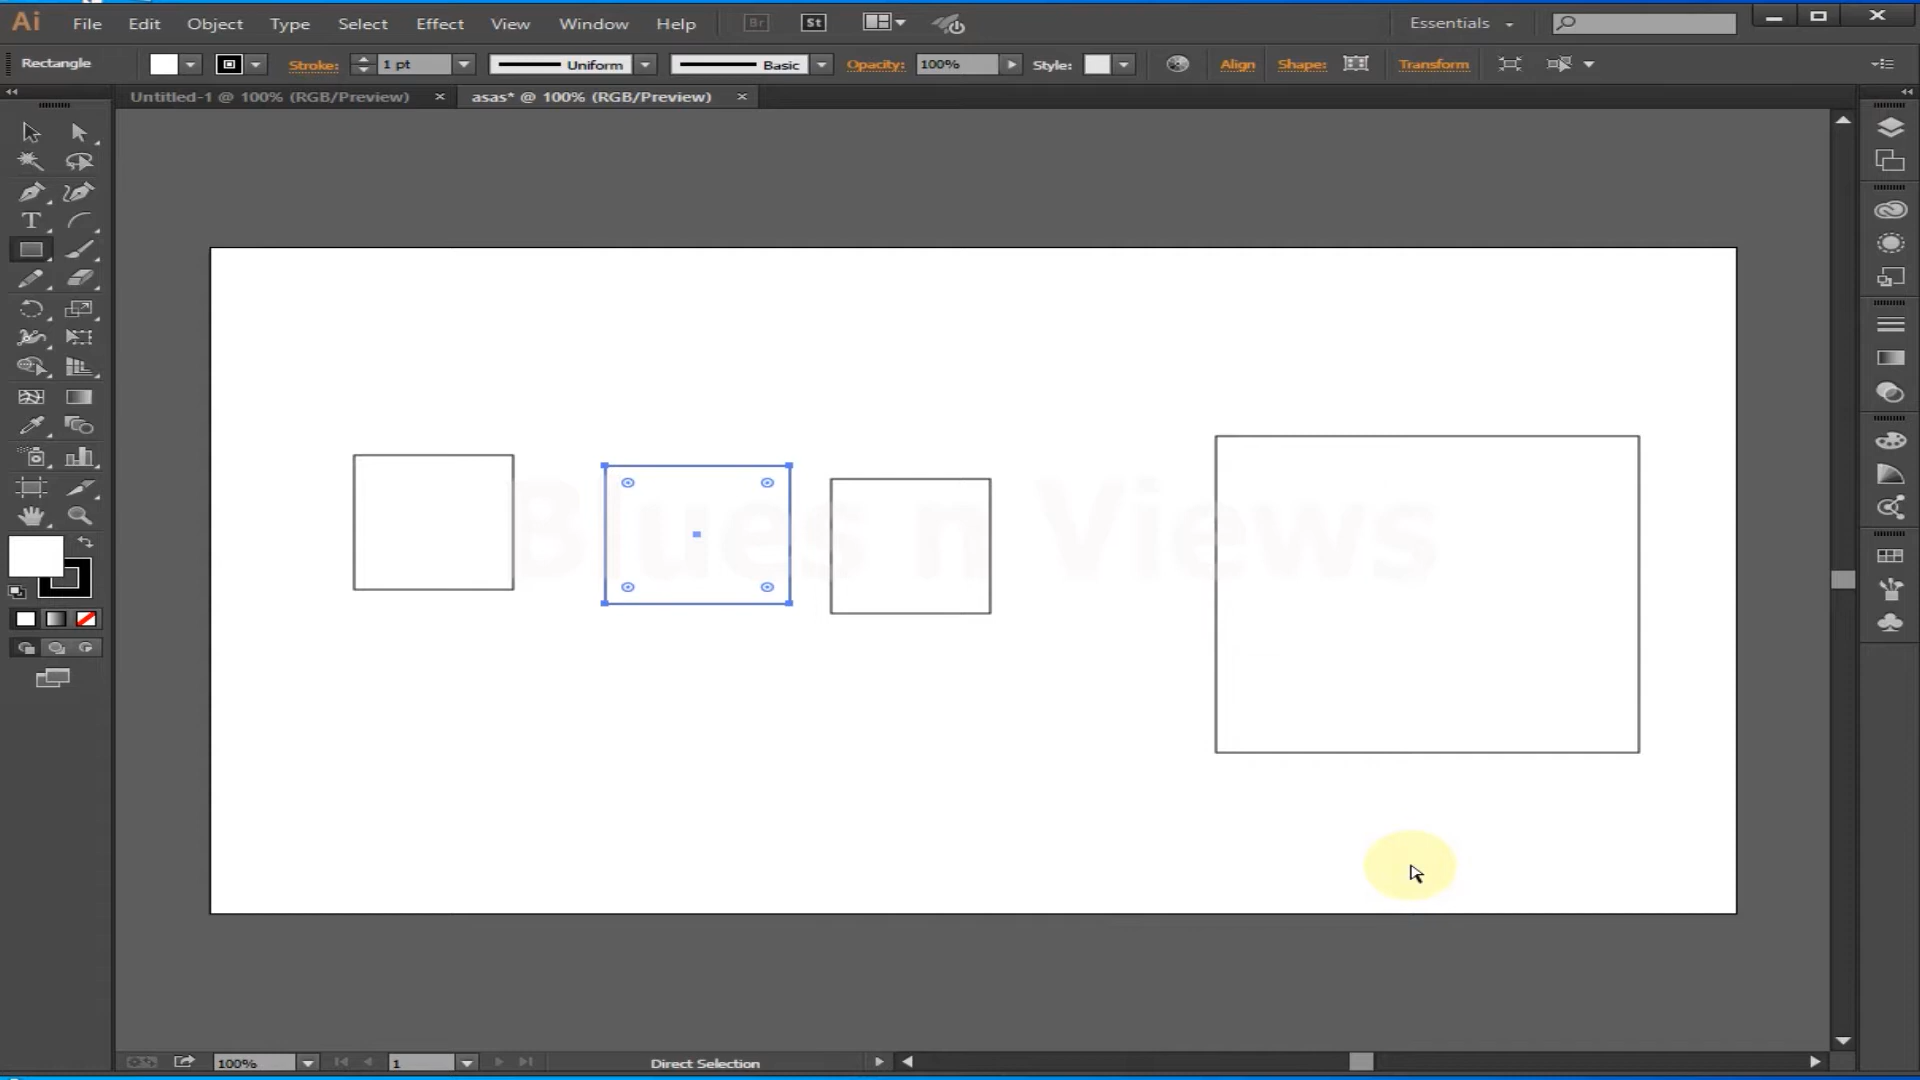 Ai File Edit Object Type Select Effect View Window Help Br St Essentials
Rectangle Stroke: 1 pt Uniform Basic Opacity: 100% Style: Align Shape: Transform
Untitled-1 @ 100% (RGB/Preview) × asas* @ 100% (RGB/Preview) ×
T
Blues n Views
100% 1 Direct Selection